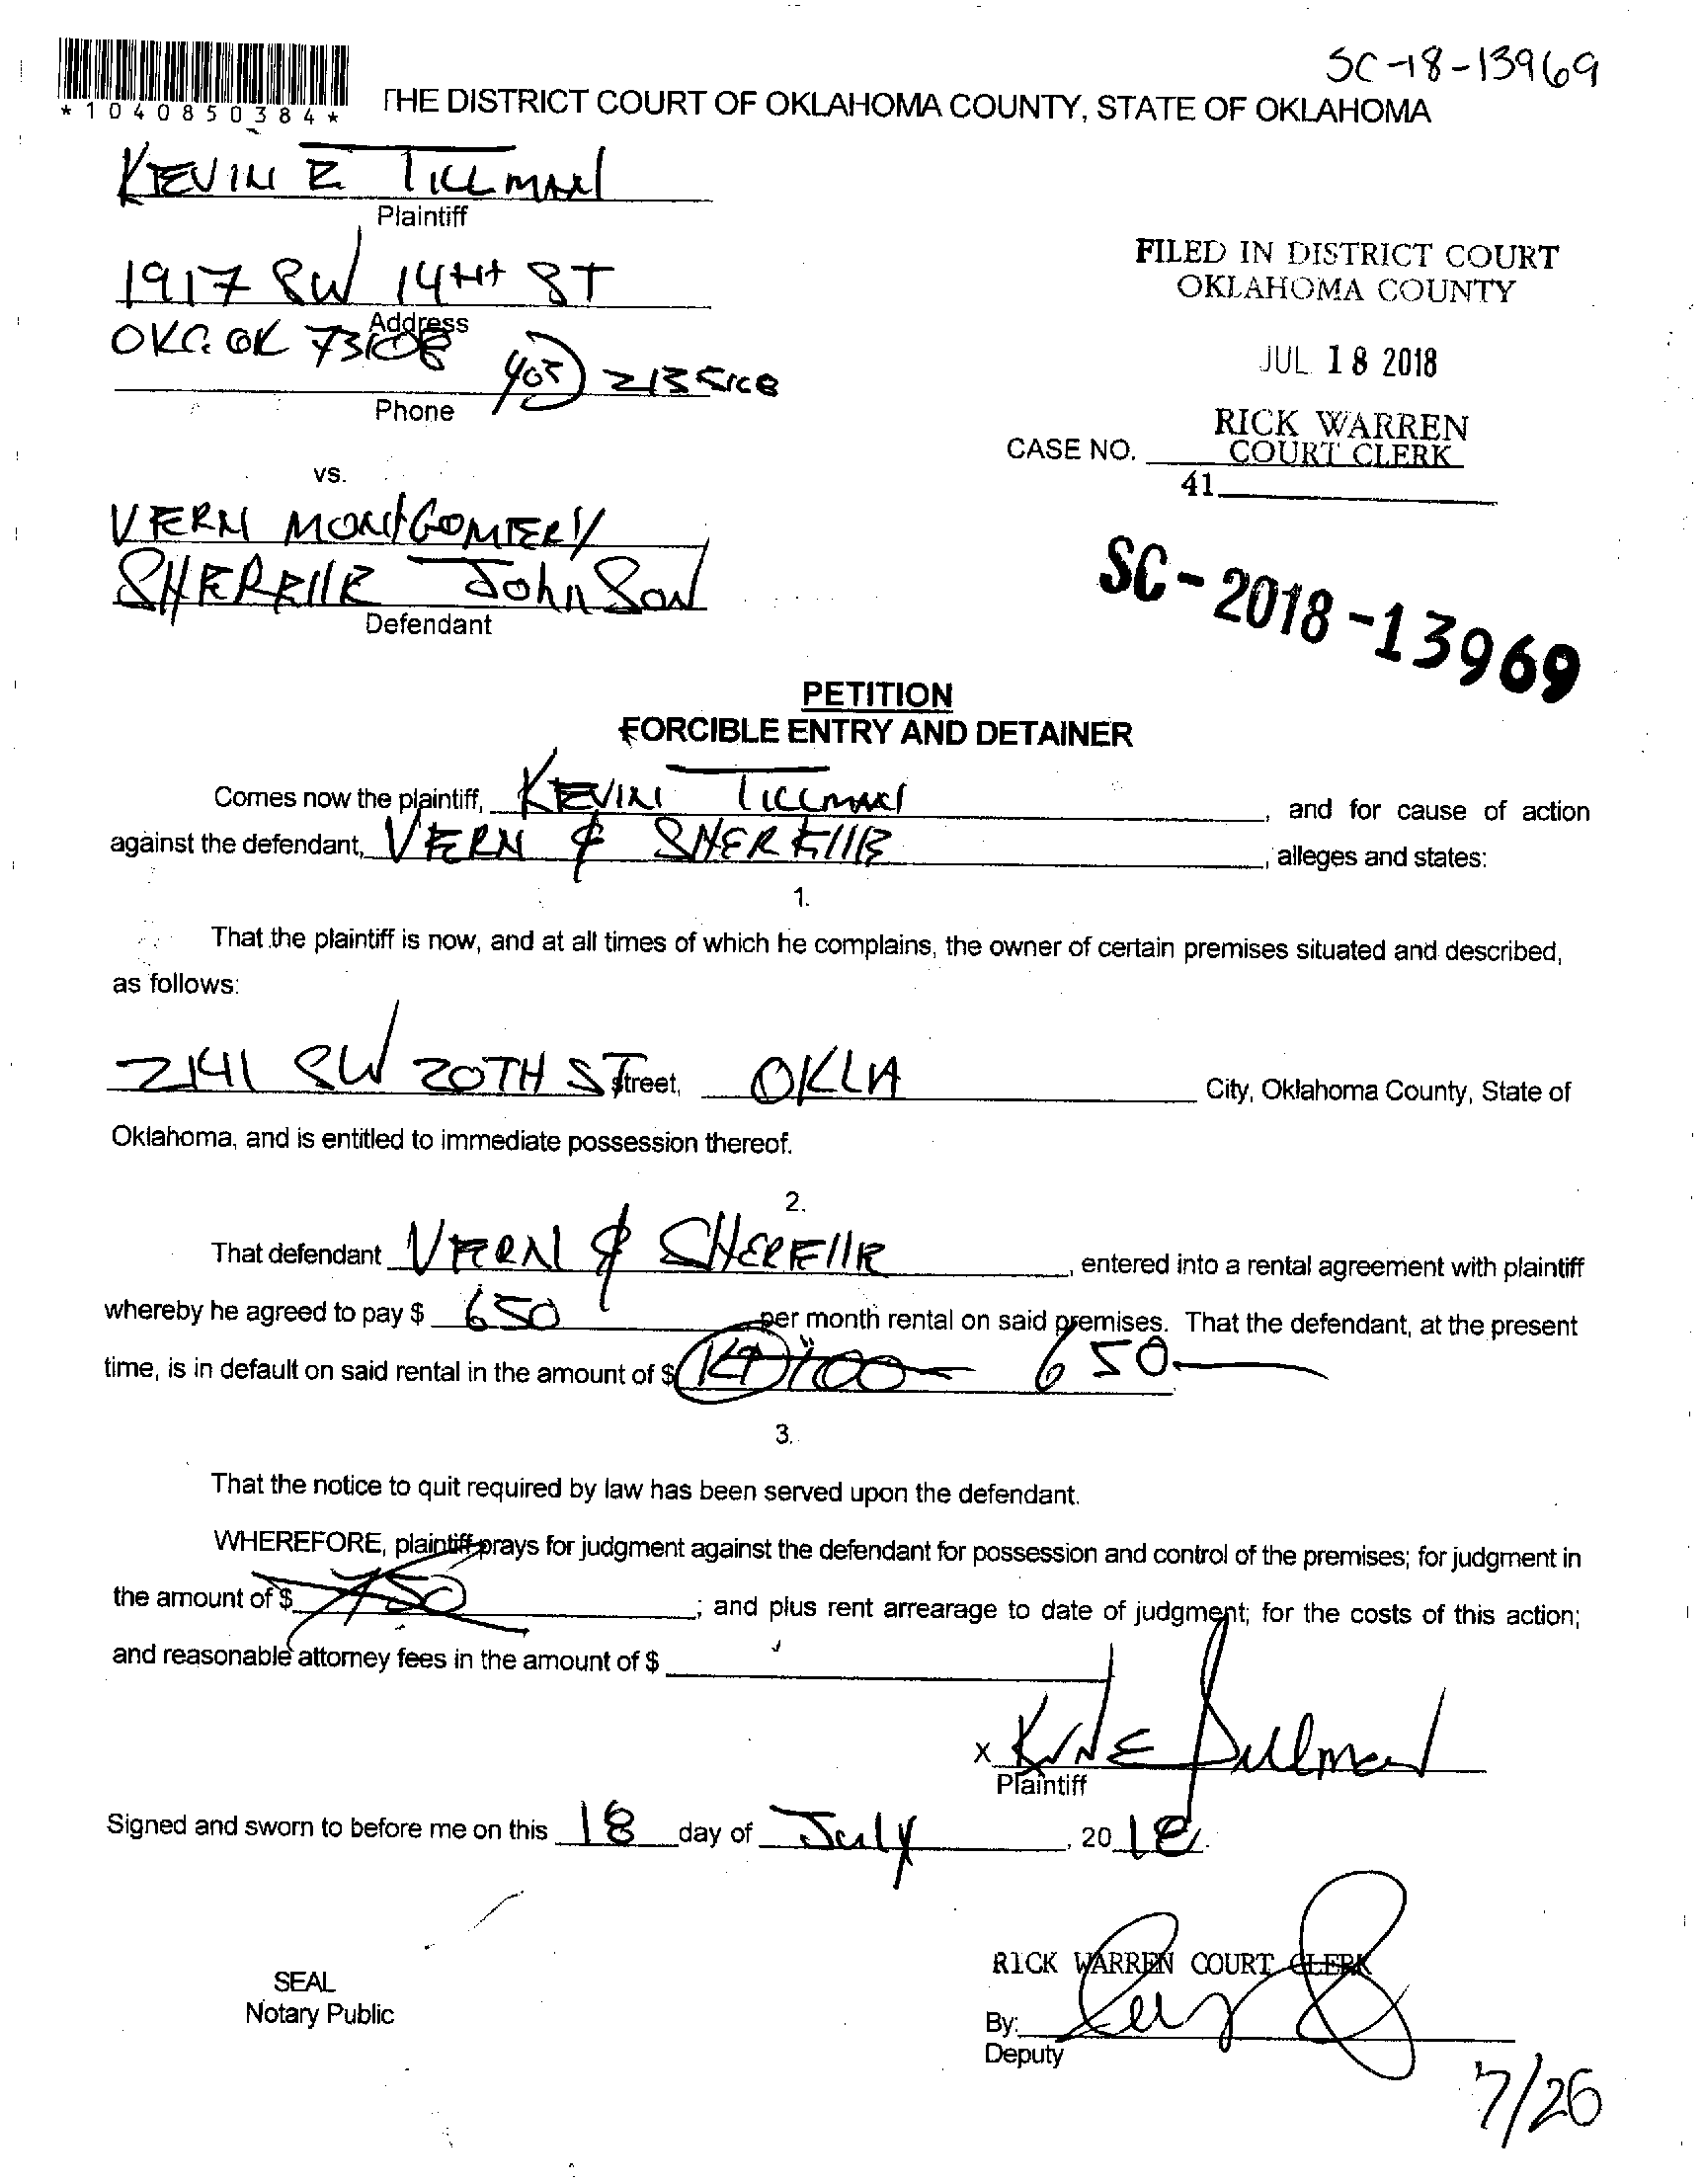 SC-18-13969
*1040850384*
THE DISTRICT COURT OF OKLAHOMA COUNTY, STATE OF OKLAHOMA
KEVIN E TILLMAN
Plaintiff
1917 SW 14TH ST
Address
OKC. OK 73108
405) 213
Phone
FILED IN DISTRICT COURT
OKLAHOMA COUNTY
JUL 18 2018
RICK WARREN
COURT CLERK
CASE NO.
41
vs.
VERN MONTGOMERY
SHERELLE JOHNSON
Defendant
SC-2018-13969
PETITION
FORCIBLE ENTRY AND DETAINER
Comes now the plaintiff, KEVIN TILLMAN, and for cause of action
against the defendant, VERN & SHERELLE, alleges and states:
1.
That the plaintiff is now, and at all times of which he complains, the owner of certain premises situated and described,
as follows:
2141 SW 20TH ST Street, OKLA City, Oklahoma County, State of
Oklahoma, and is entitled to immediate possession thereof.
2.
That defendant VERN & SHERELLE, entered into a rental agreement with plaintiff
whereby he agreed to pay $ 650 per month rental on said premises. That the defendant, at the present
time, is in default on said rental in the amount of $ 650
3.
That the notice to quit required by law has been served upon the defendant.
WHEREFORE, plaintiff prays for judgment against the defendant for possession and control of the premises; for judgment in
the amount of $ 750; and plus rent arrearage to date of judgment; for the costs of this action;
and reasonable attorney fees in the amount of $
x Kevin E Tillman
Plaintiff
Signed and sworn to before me on this 18 day of July, 2018.
SEAL
Notary Public
RICK WARREN COURT CLERK
By:
Deputy
7/26